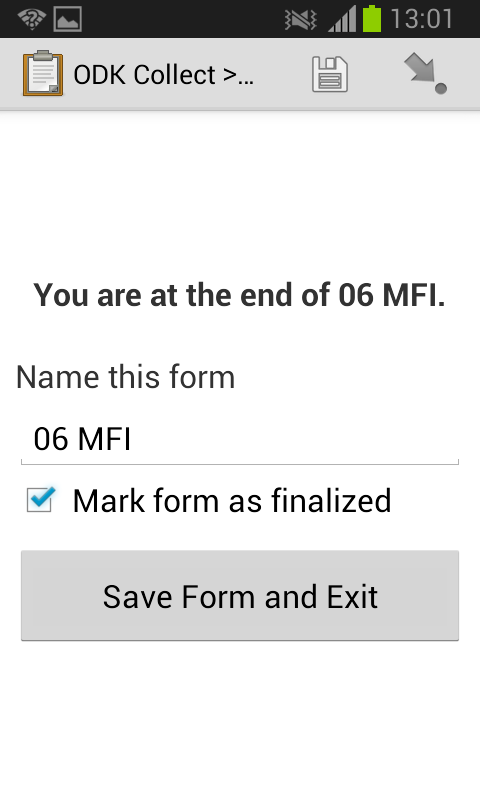 13:01
ODK Collect >...
You are at the end of 06 MFI.
Name this form
06 MFI
Mark form as finalized
Save Form and Exit